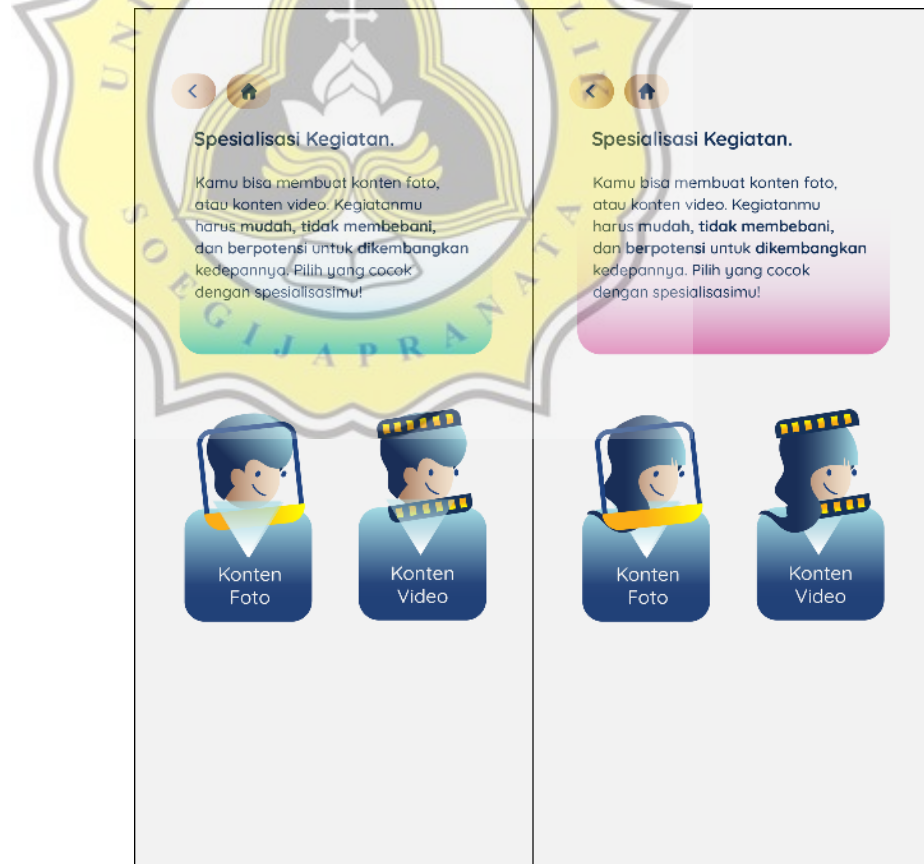 Spesialisasi Kegiatan.
Kamu bisa membuat konten foto,
atau konten video. Kegiatanmu
harus mudah, tidak membebani,
dan berpotensi untuk dikembangkan
kedepannya. Pilih yang cocok
dengan spesialisasimu!
Konten
Foto
Konten
Video
Spesialisasi Kegiatan.
Kamu bisa membuat konten foto,
atau konten video. Kegiatanmu
harus mudah, tidak membebani,
dan berpotensi untuk dikembangkan
kedepannya. Pilih yang cocok
dengan spesialisasimu!
Konten
Foto
Konten
Video
SOEGIJAPRANATA